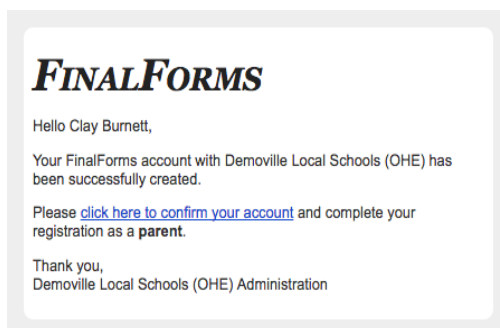 FINALFORMS
Hello Clay Burnett,
Your FinalForms account with Demoville Local Schools (OHE) has
been successfully created.
Please click here to confirm your account and complete your
registration as a parent.
Thank you,
Demoville Local Schools (OHE) Administration